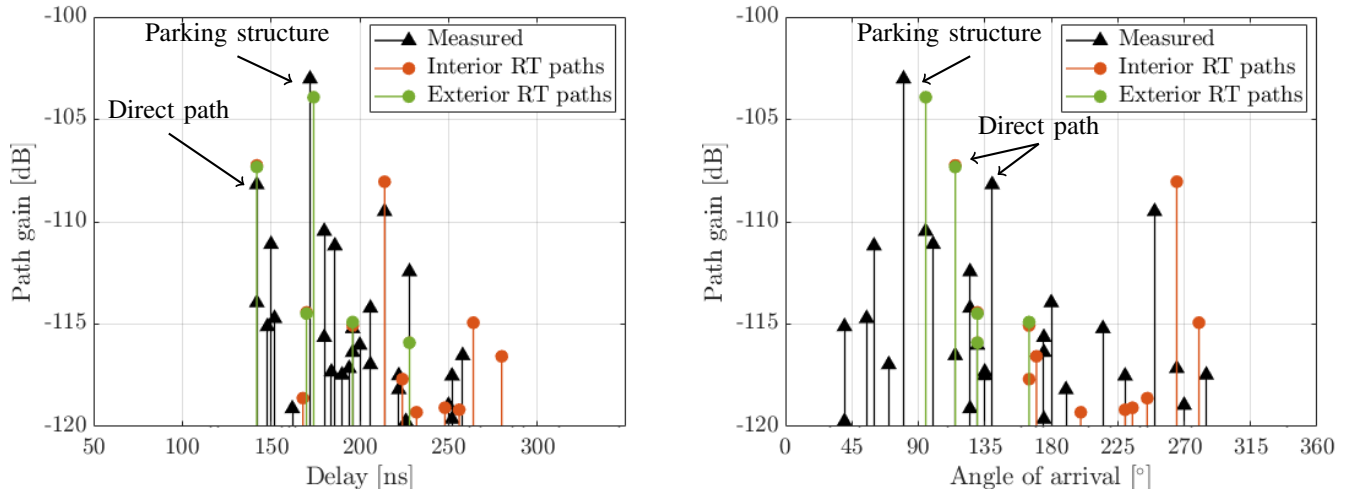 -100
-105
-110
-115
-120
Path gain [dB]
50
100
150
200
250
300
Delay [ns]
Parking structure
Direct path
Measured
Interior RT paths
Exterior RT paths
-100
-105
-110
-115
-120
Path gain [dB]
0
45
90
135
180
225
270
315
360
Angle of arrival [°]
Parking structure
Direct path
Measured
Interior RT paths
Exterior RT paths